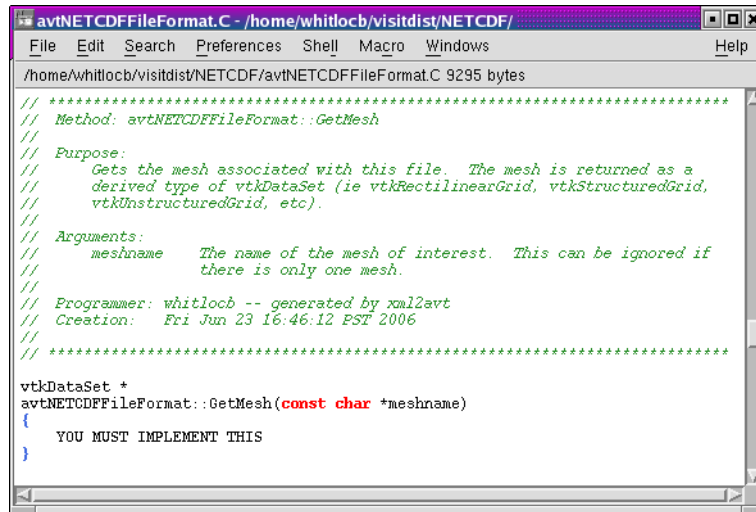 avtNETCDFFileFormat.C - /home/whitlocb/visitdist/NETCDF/
File Edit Search Preferences Shell Macro Windows Help
/home/whitlocb/visitdist/NETCDF/avtNETCDFFileFormat.C 9295 bytes
// ****************************************************************************
//  Method: avtNETCDFFileFormat::GetMesh
//
//  Purpose:
//      Gets the mesh associated with this file.  The mesh is returned as a
//      derived type of vtkDataSet (ie vtkRectilinearGrid, vtkStructuredGrid,
//      vtkUnstructuredGrid, etc).
//
//  Arguments:
//      meshname    The name of the mesh of interest.  This can be ignored if
//                  there is only one mesh.
//
//  Programmer: whitlocb -- generated by xml2avt
//  Creation:   Fri Jun 23 16:46:12 PST 2006
//
// ****************************************************************************
vtkDataSet *
avtNETCDFFileFormat::GetMesh(const char *meshname)
{
    YOU MUST IMPLEMENT THIS
}